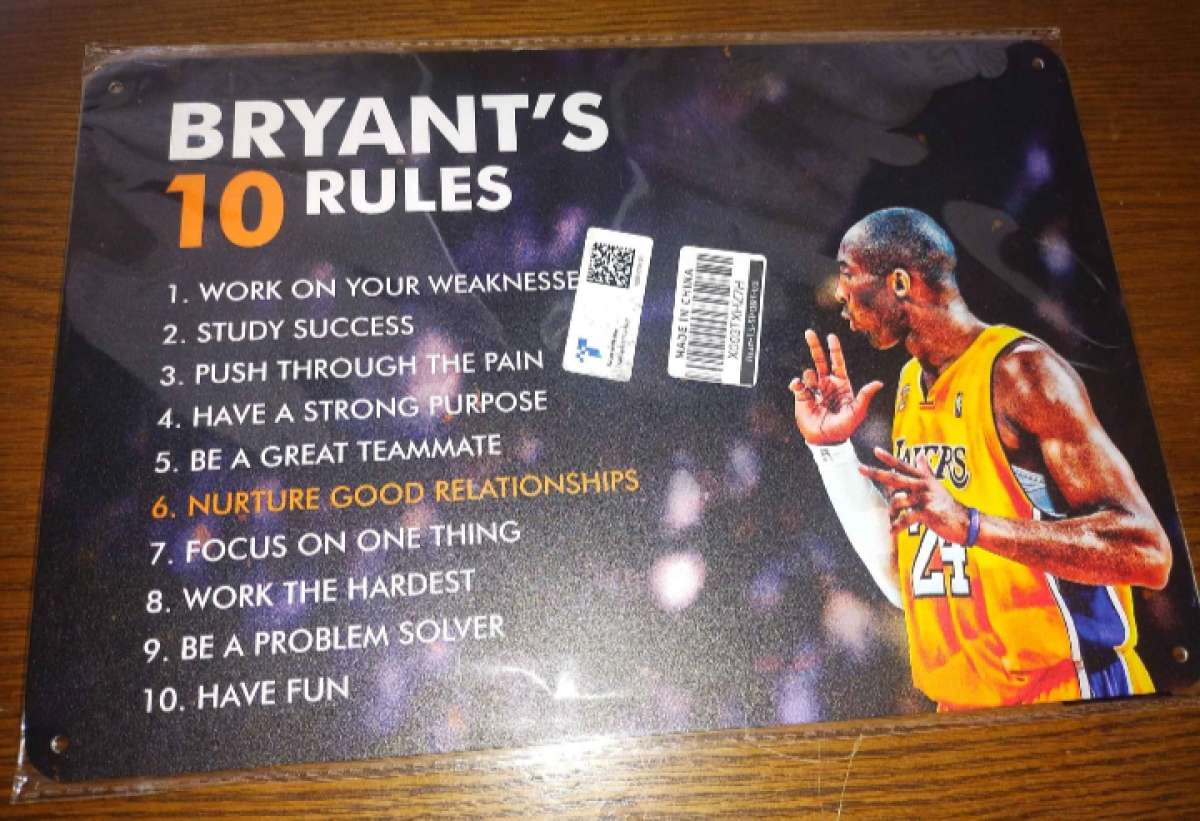 BRYANT'S
10 RULES
1. WORK ON YOUR WEAKNESSE
2. STUDY SUCCESS
3. PUSH THROUGH THE PAIN
4. HAVE A STRONG PURPOSE
5. BE A GREAT TEAMMATE
6. NURTURE GOOD RELATIONSHIPS
7. FOCUS ON ONE THING
8. WORK THE HARDEST
9. BE A PROBLEM SOLVER
10. HAVE FUN
MADE IN CHINA
LAKERS
24